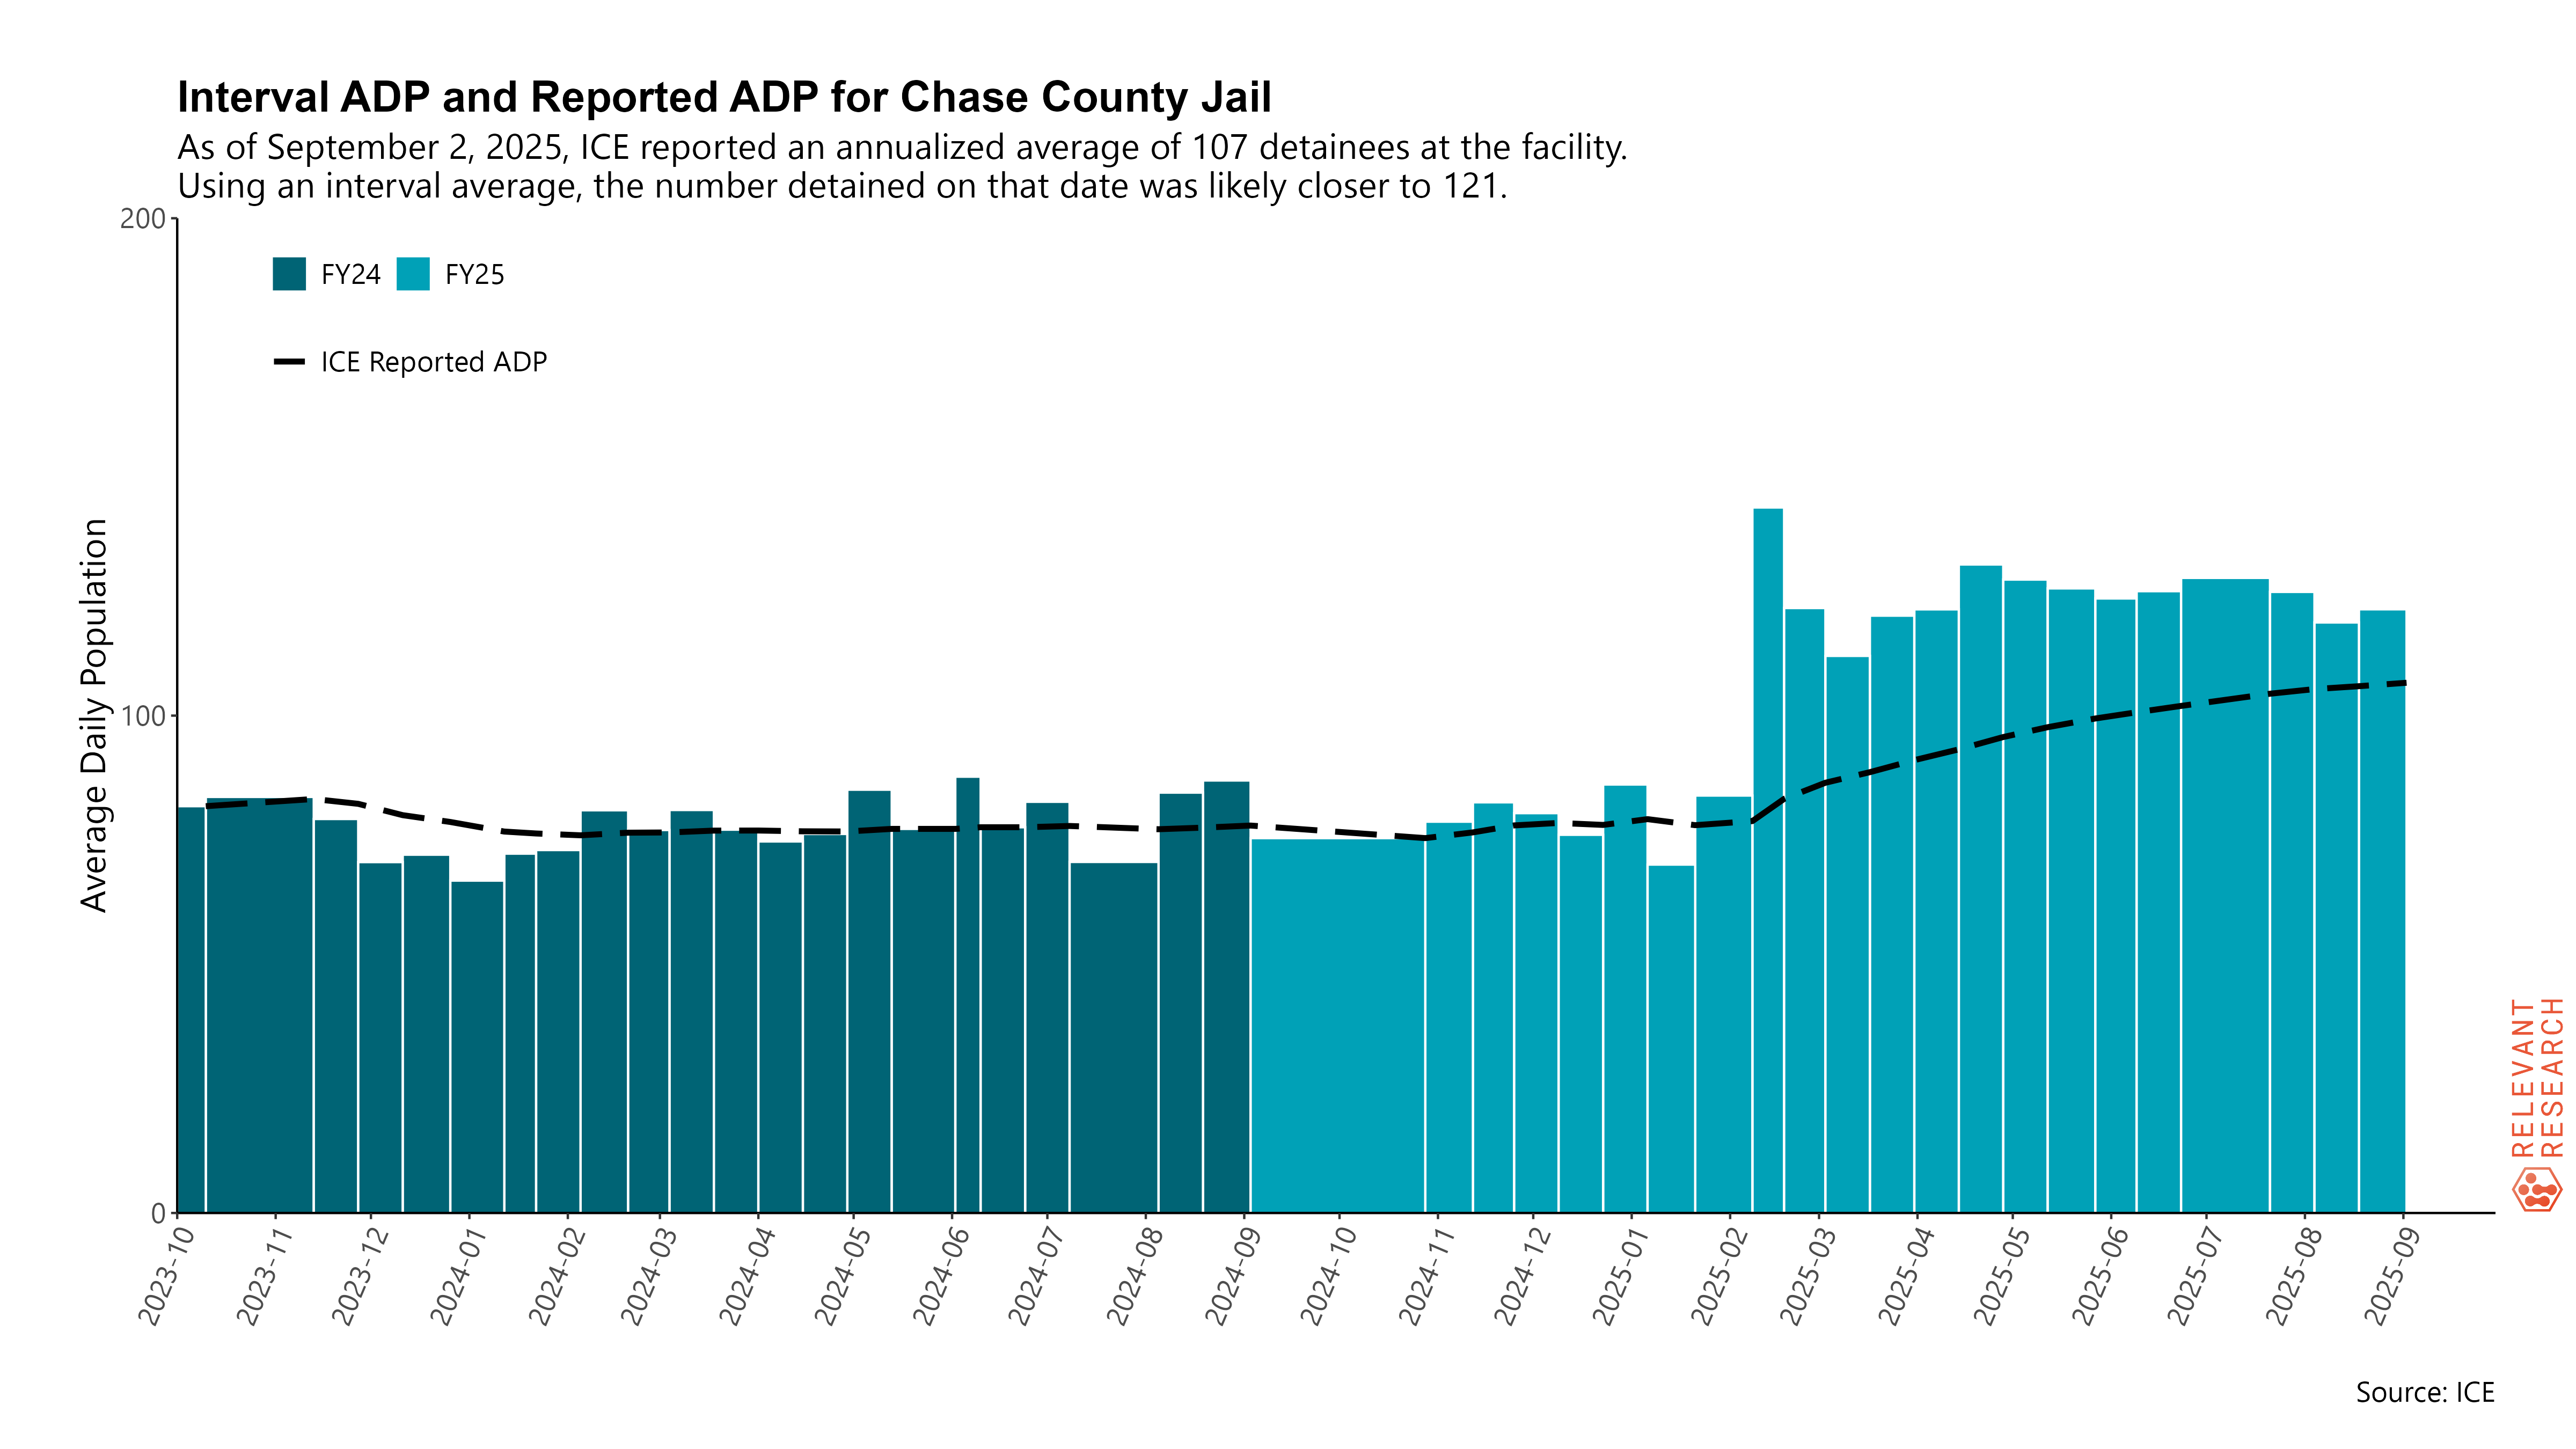 Interval ADP and Reported ADP for Chase County Jail
As of September 2, 2025, ICE reported an annualized average of 107 detainees at the facility.
Using an interval average, the number detained on that date was likely closer to 121.
200
FY24
FY25
ICE Reported ADP
Average Daily Population
100
0
2023-10
2023-11
2023-12
2024-01
2024-02
2024-03
2024-04
2024-05
2024-06
2024-07
2024-08
2024-09
2024-10
2024-11
2024-12
2025-01
2025-02
2025-03
2025-04
2025-05
2025-06
2025-07
2025-08
2025-09
RELEVANT
RESEARCH
Source: ICE